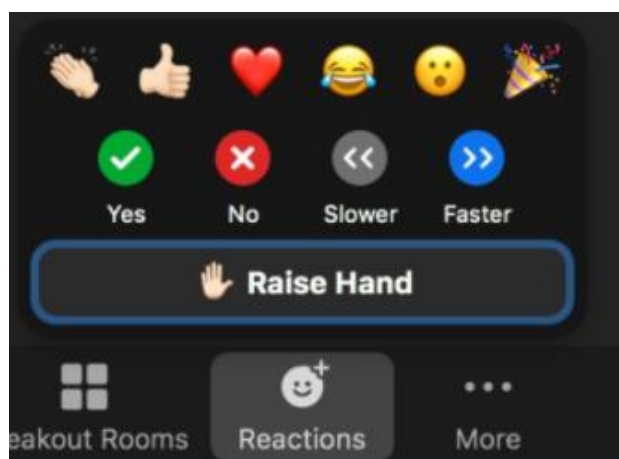 Yes No Slower Faster
Raise Hand
eakout Rooms Reactions More